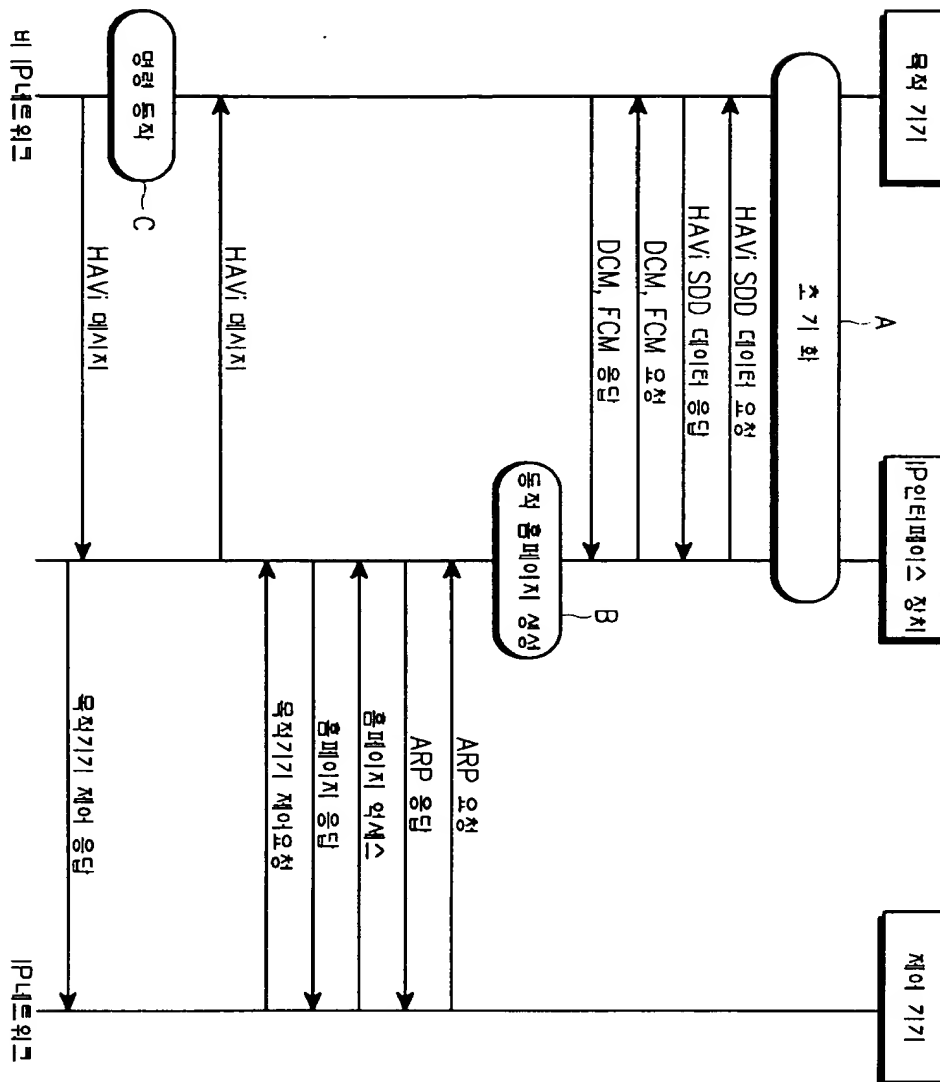 목적 기기
IP인터페이스 장치
제어 기기
A
초기화
HAVi SDD 데이터 요청
HAVi SDD 데이터 응답
DCM, FCM 요청
DCM, FCM 응답
B
동적 홈페이지 생성
ARP 요청
ARP 응답
홈페이지 억세스
홈페이지 응답
목적기기 제어요청
HAVi 메시지
C
명령 동작
HAVi 메시지
목적기기 제어 응답
비 IP네트워크
IP네트워크